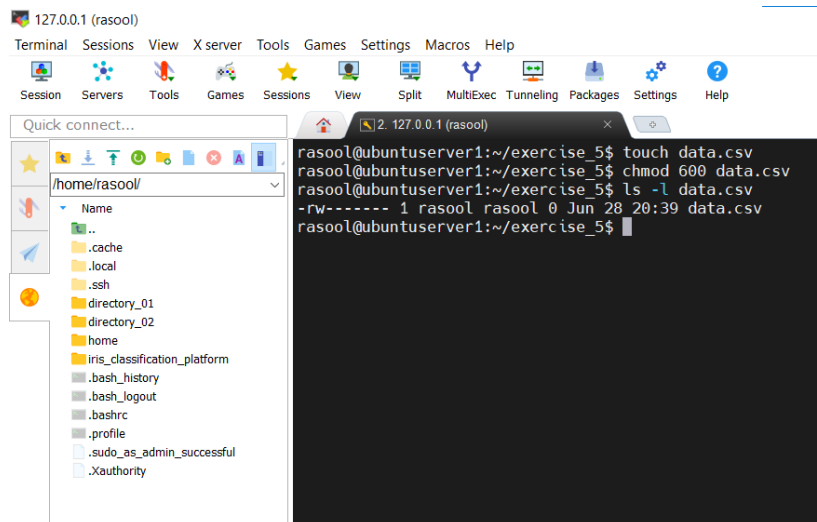 127.0.0.1 (rasool)
Terminal Sessions View X server Tools Games Settings Macros Help
Session Servers Tools Games Sessions View Split MultiExec Tunneling Packages Settings Help
Quick connect...
2. 127.0.0.1 (rasool)
/home/rasool/
Name
..
.cache
.local
.ssh
directory_01
directory_02
home
iris_classification_platform
.bash_history
.bash_logout
.bashrc
.profile
.sudo_as_admin_successful
.Xauthority
rasool@ubuntuserver1:~/exercise_5$ touch data.csv
rasool@ubuntuserver1:~/exercise_5$ chmod 600 data.csv
rasool@ubuntuserver1:~/exercise_5$ ls -l data.csv
-rw------- 1 rasool rasool 0 Jun 28 20:39 data.csv
rasool@ubuntuserver1:~/exercise_5$